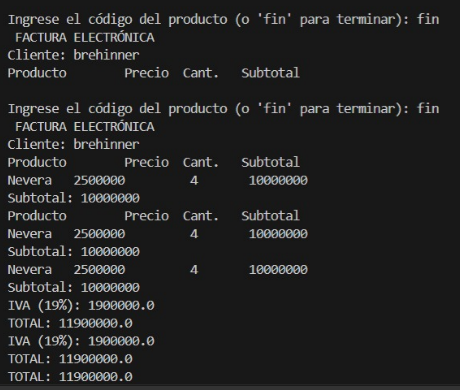 Ingrese el código del producto (o 'fin' para terminar): fin
FACTURA ELECTRÓNICA
Cliente: brehinner
Producto Precio Cant. Subtotal
Ingrese el código del producto (o 'fin' para terminar): fin
FACTURA ELECTRÓNICA
Cliente: brehinner
Producto Precio Cant. Subtotal
Nevera 2500000 4 10000000
Subtotal: 10000000
Producto Precio Cant. Subtotal
Nevera 2500000 4 10000000
Subtotal: 10000000
Nevera 2500000 4 10000000
Subtotal: 10000000
IVA (19%): 1900000.0
TOTAL: 11900000.0
IVA (19%): 1900000.0
TOTAL: 11900000.0
TOTAL: 11900000.0